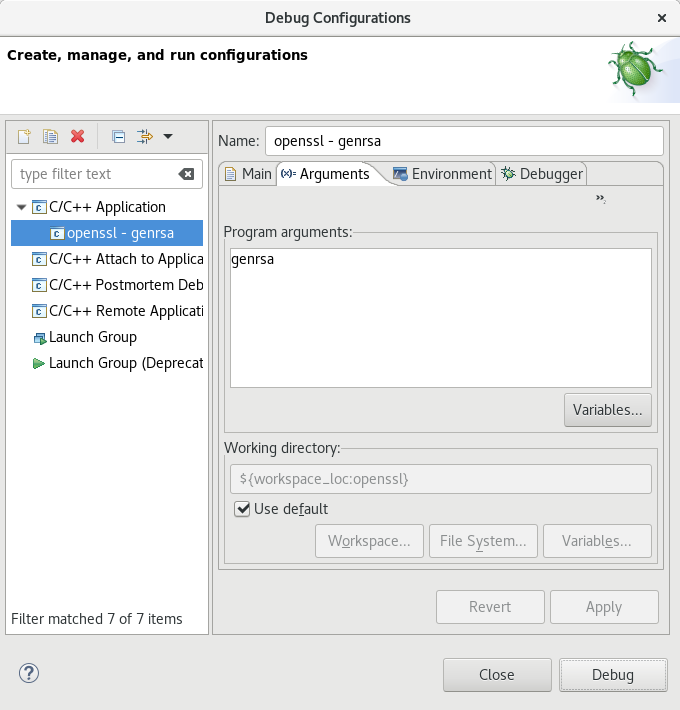 Debug Configurations
Create, manage, and run configurations
type filter text
C/C++ Application
openssl - genrsa
C/C++ Attach to Applica
C/C++ Postmortem Deb
C/C++ Remote Applicati
Launch Group
Launch Group (Deprecat
Filter matched 7 of 7 items
Name: openssl - genrsa
Main Arguments Environment Debugger
»2
Program arguments:
genrsa
Variables...
Working directory:
${workspace_loc:openssl}
Use default
Workspace... File System... Variables...
Revert Apply
? Close Debug